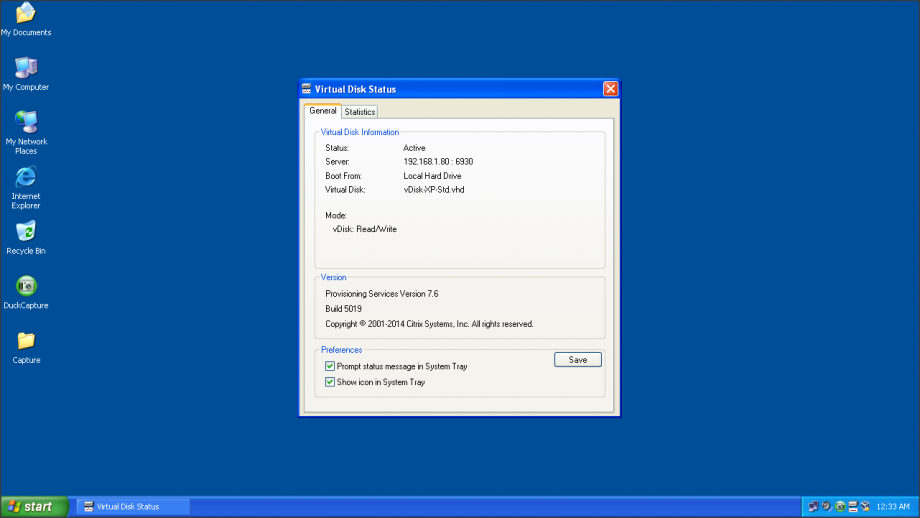 My Documents
My Computer
My Network
Places
Internet
Explorer
Recycle Bin
DuckCapture
Capture
Virtual Disk Status
General
Statistics
Virtual Disk Information
Status: Active
Server: 192.168.1.80 : 6930
Boot From: Local Hard Drive
Virtual Disk: vDisk-XP-Std.vhd
Mode:
vDisk: Read/Write
Version
Provisioning Services Version 7.6
Build 5019
Copyright © 2001-2014 Citrix Systems, Inc. All rights reserved.
Preferences
Prompt status message in System Tray
Save
Show icon in System Tray
start
Virtual Disk Status
12:33 AM